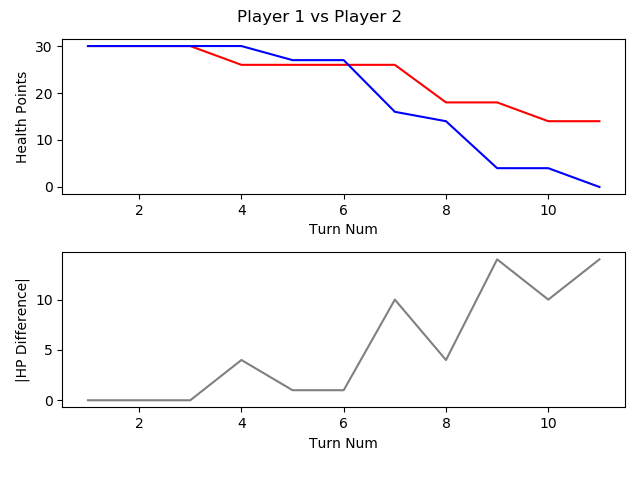 Player 1 vs Player 2
30
20
10
0
Health Points
2 4 6 8 10
Turn Num
10
5
0
|HP Difference|
2 4 6 8 10
Turn Num